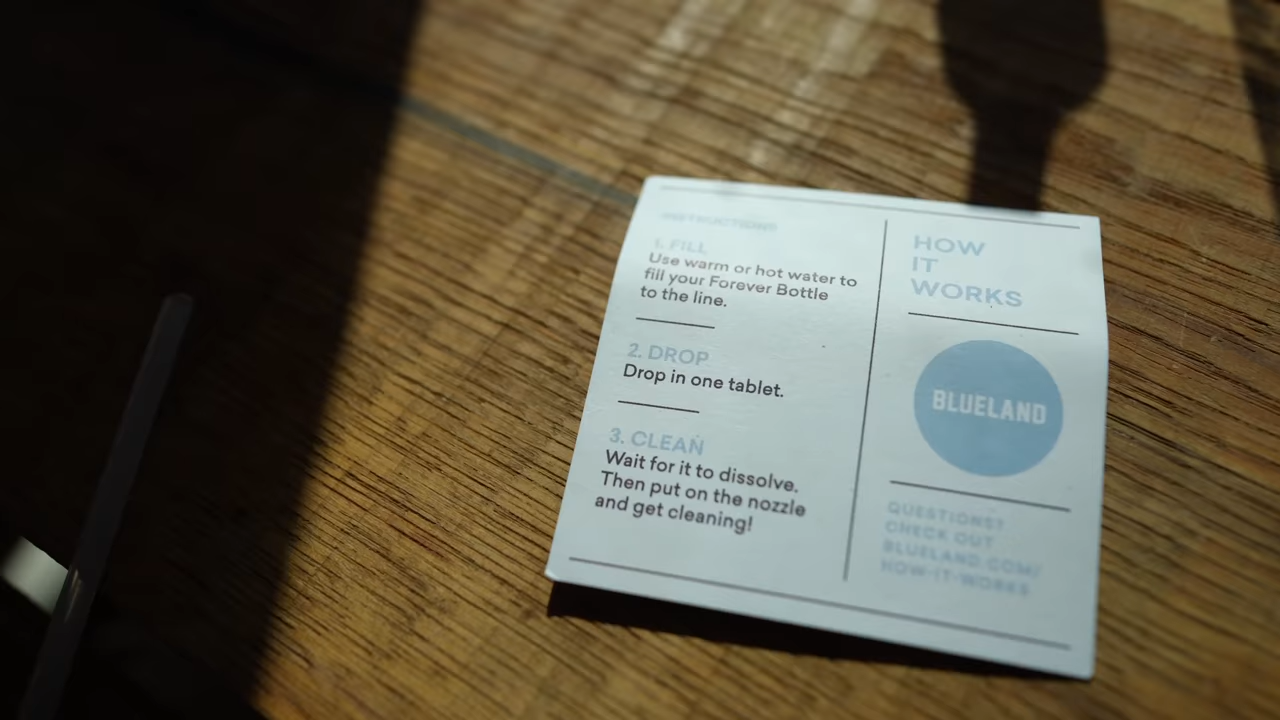 INSTRUCTIONS
1. FILL
Use warm or hot water to
fill your Forever Bottle
to the line.
2. DROP
Drop in one tablet.
3. CLEAN
Wait for it to dissolve.
Then put on the nozzle
and get cleaning!
HOW
IT
WORKS
BLUELAND
QUESTIONS?
CHECK OUT
BLUELAND.COM/
HOW-IT-WORKS